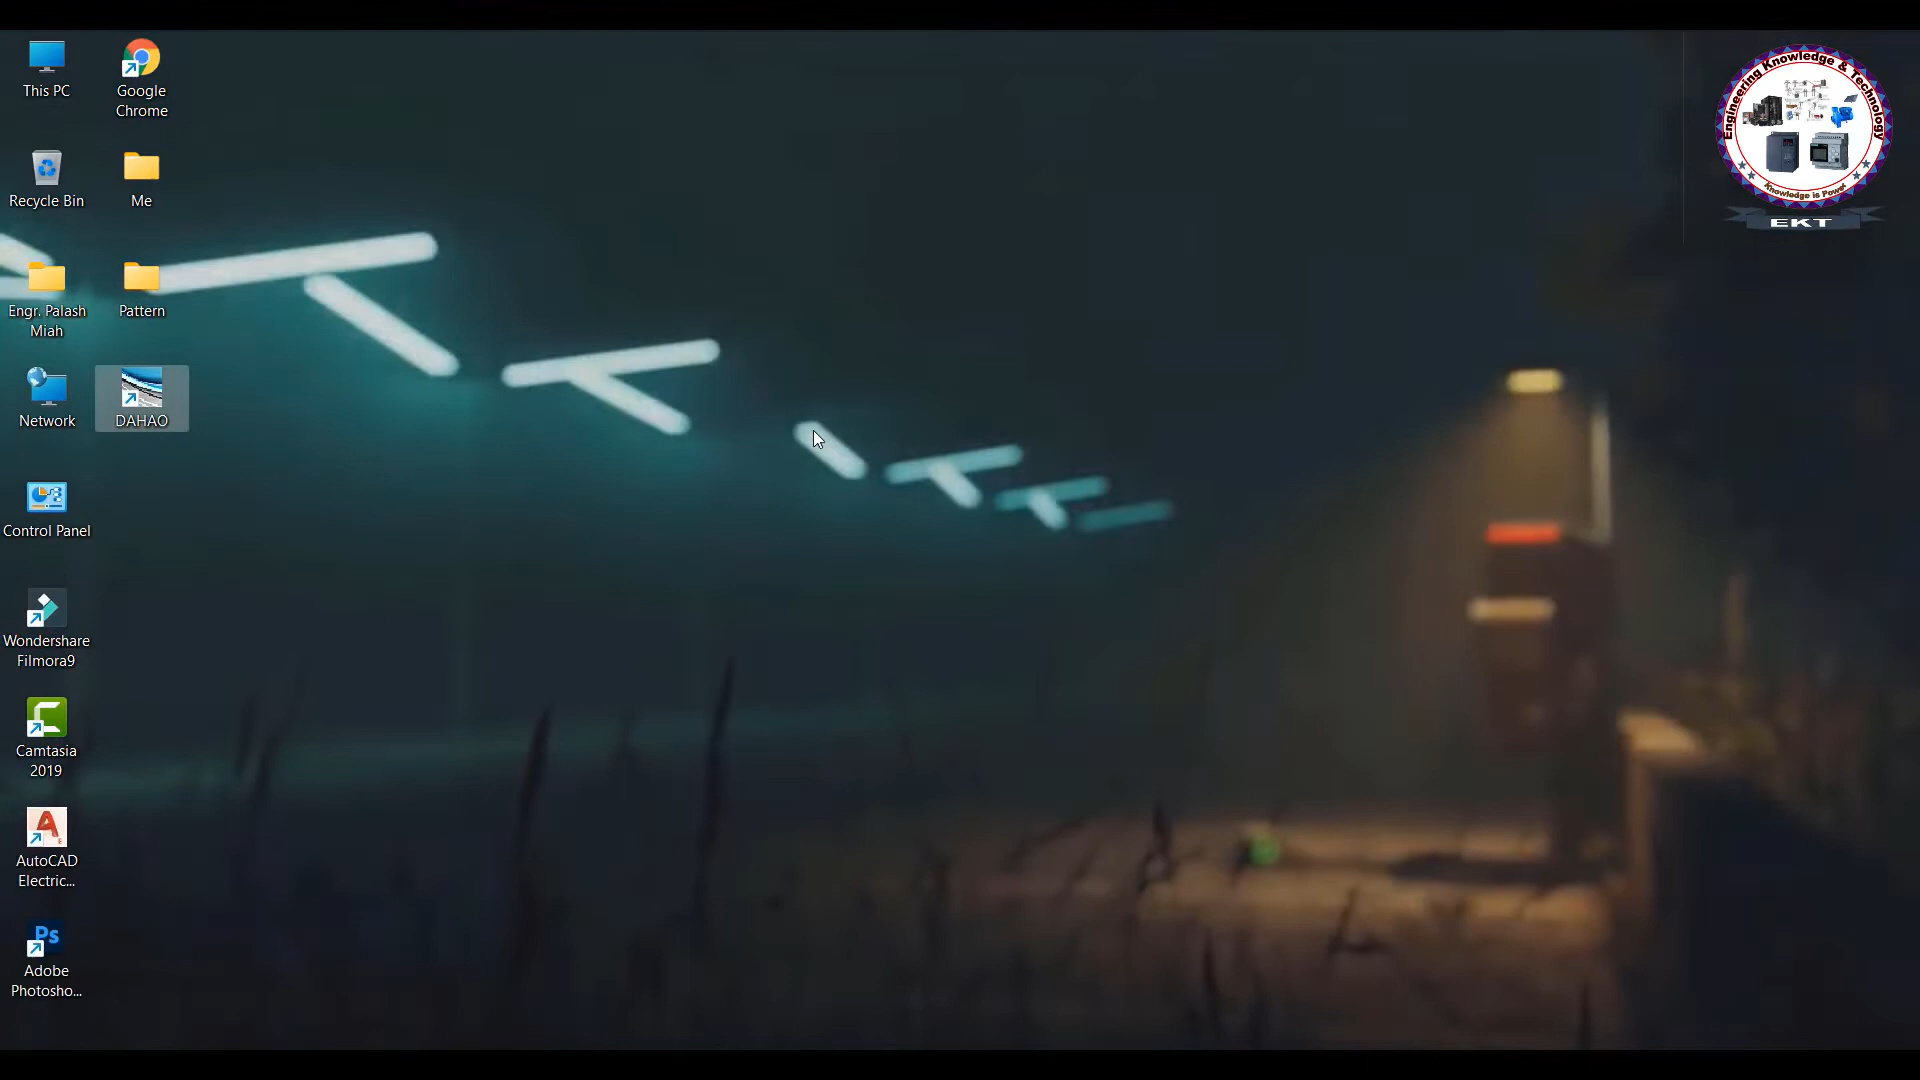 This PC
Google
Chrome
Recycle Bin
Me
Engr. Palash
Miah
Pattern
Network
DAHAO
Control Panel
Wondershare
Filmora9
Camtasia
2019
AutoCAD
Electric...
Ps
Adobe
Photosho...
Engineering Knowledge & Technology
Knowledge is Power
EKT